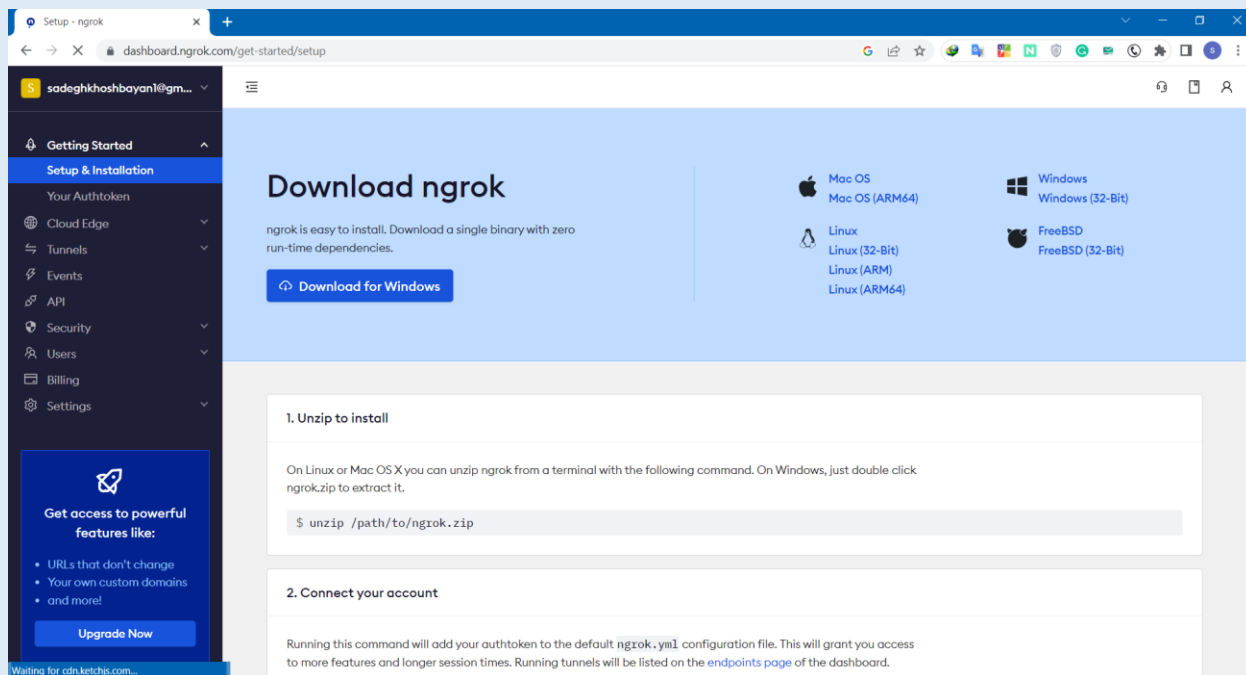 Setup - ngrok
dashboard.ngrok.com/get-started/setup
S sadeghkhoshbayan1@gm...
Getting Started
Setup & Installation
Your Authtoken
Cloud Edge
Tunnels
Events
API
Security
Users
Billing
Settings
Get access to powerful
features like:
• URLs that don't change
• Your own custom domains
• and more!
Upgrade Now
Waiting for cdn.ketchjs.com...
Download ngrok
ngrok is easy to install. Download a single binary with zero
run-time dependencies.
Download for Windows
Mac OS
Mac OS (ARM64)
Linux
Linux (32-Bit)
Linux (ARM)
Linux (ARM64)
Windows
Windows (32-Bit)
FreeBSD
FreeBSD (32-Bit)
1. Unzip to install
On Linux or Mac OS X you can unzip ngrok from a terminal with the following command. On Windows, just double click
ngrok.zip to extract it.
$ unzip /path/to/ngrok.zip
2. Connect your account
Running this command will add your authtoken to the default ngrok.yml configuration file. This will grant you access
to more features and longer session times. Running tunnels will be listed on the endpoints page of the dashboard.